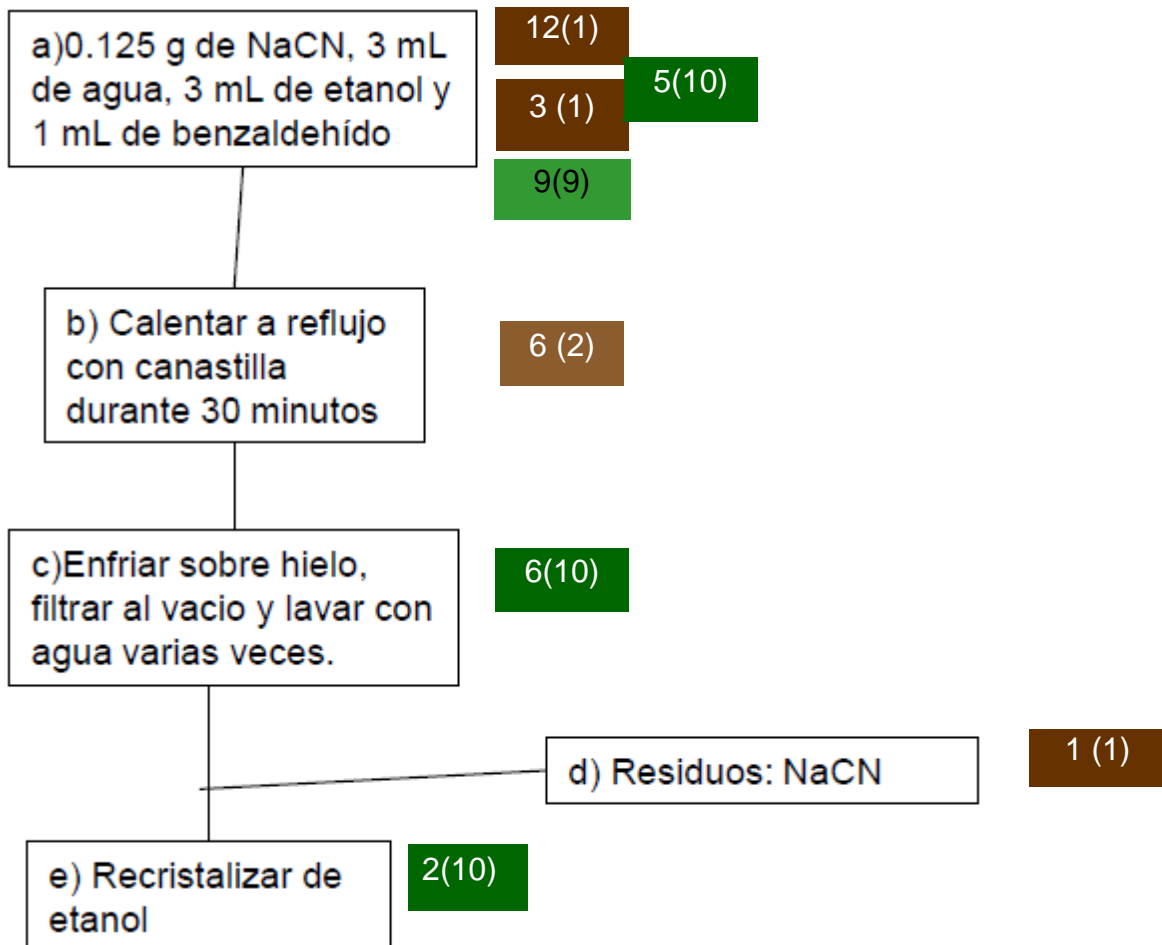 a)0.125 g de NaCN, 3 mL
de agua, 3 mL de etanol y
1 mL de benzaldehído
12(1)
3 (1)
5(10)
9(9)
b) Calentar a reflujo
con canastilla
durante 30 minutos
6 (2)
c)Enfriar sobre hielo,
filtrar al vacio y lavar con
agua varias veces.
6(10)
d) Residuos: NaCN
1 (1)
e) Recristalizar de
etanol
2(10)